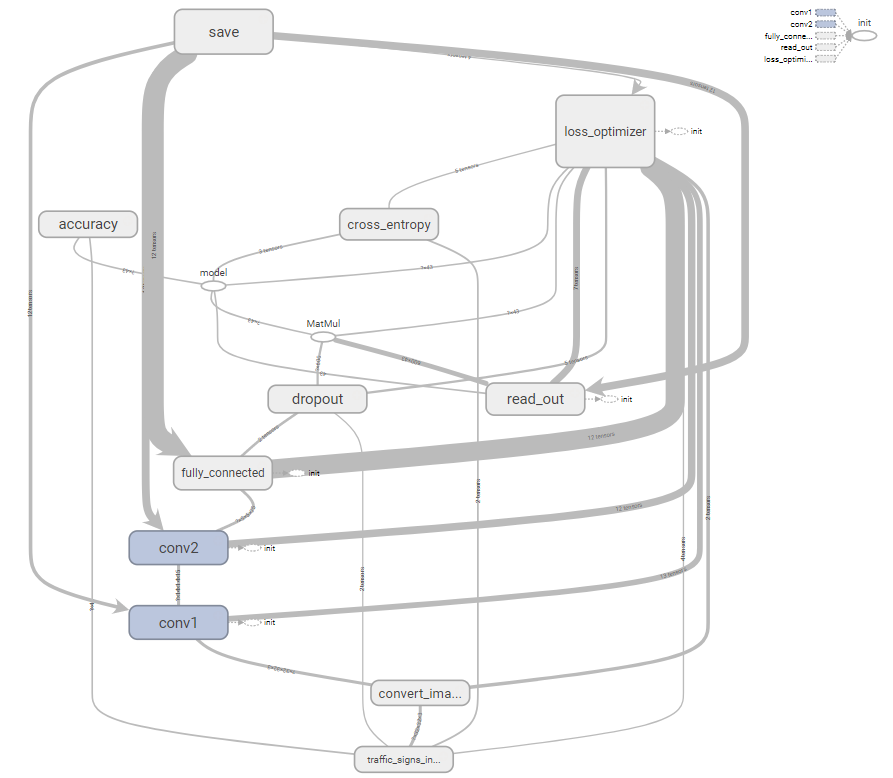 save
conv1
conv2
fully_conne...
read_out
loss_optimi...
init
loss_optimizer
init
5 tensors
accuracy
cross_entropy
12 tensors
3 tensors
model
?×43
MatMul
?×43
read_out
init
dropout
2 tensors
12 tensors
fully_connected
init
12 tensors
conv2
init
2 tensors
2 tensors
4 tensors
2 tensors
13 tensors
conv1
init
convert_ima...
traffic_signs_in...